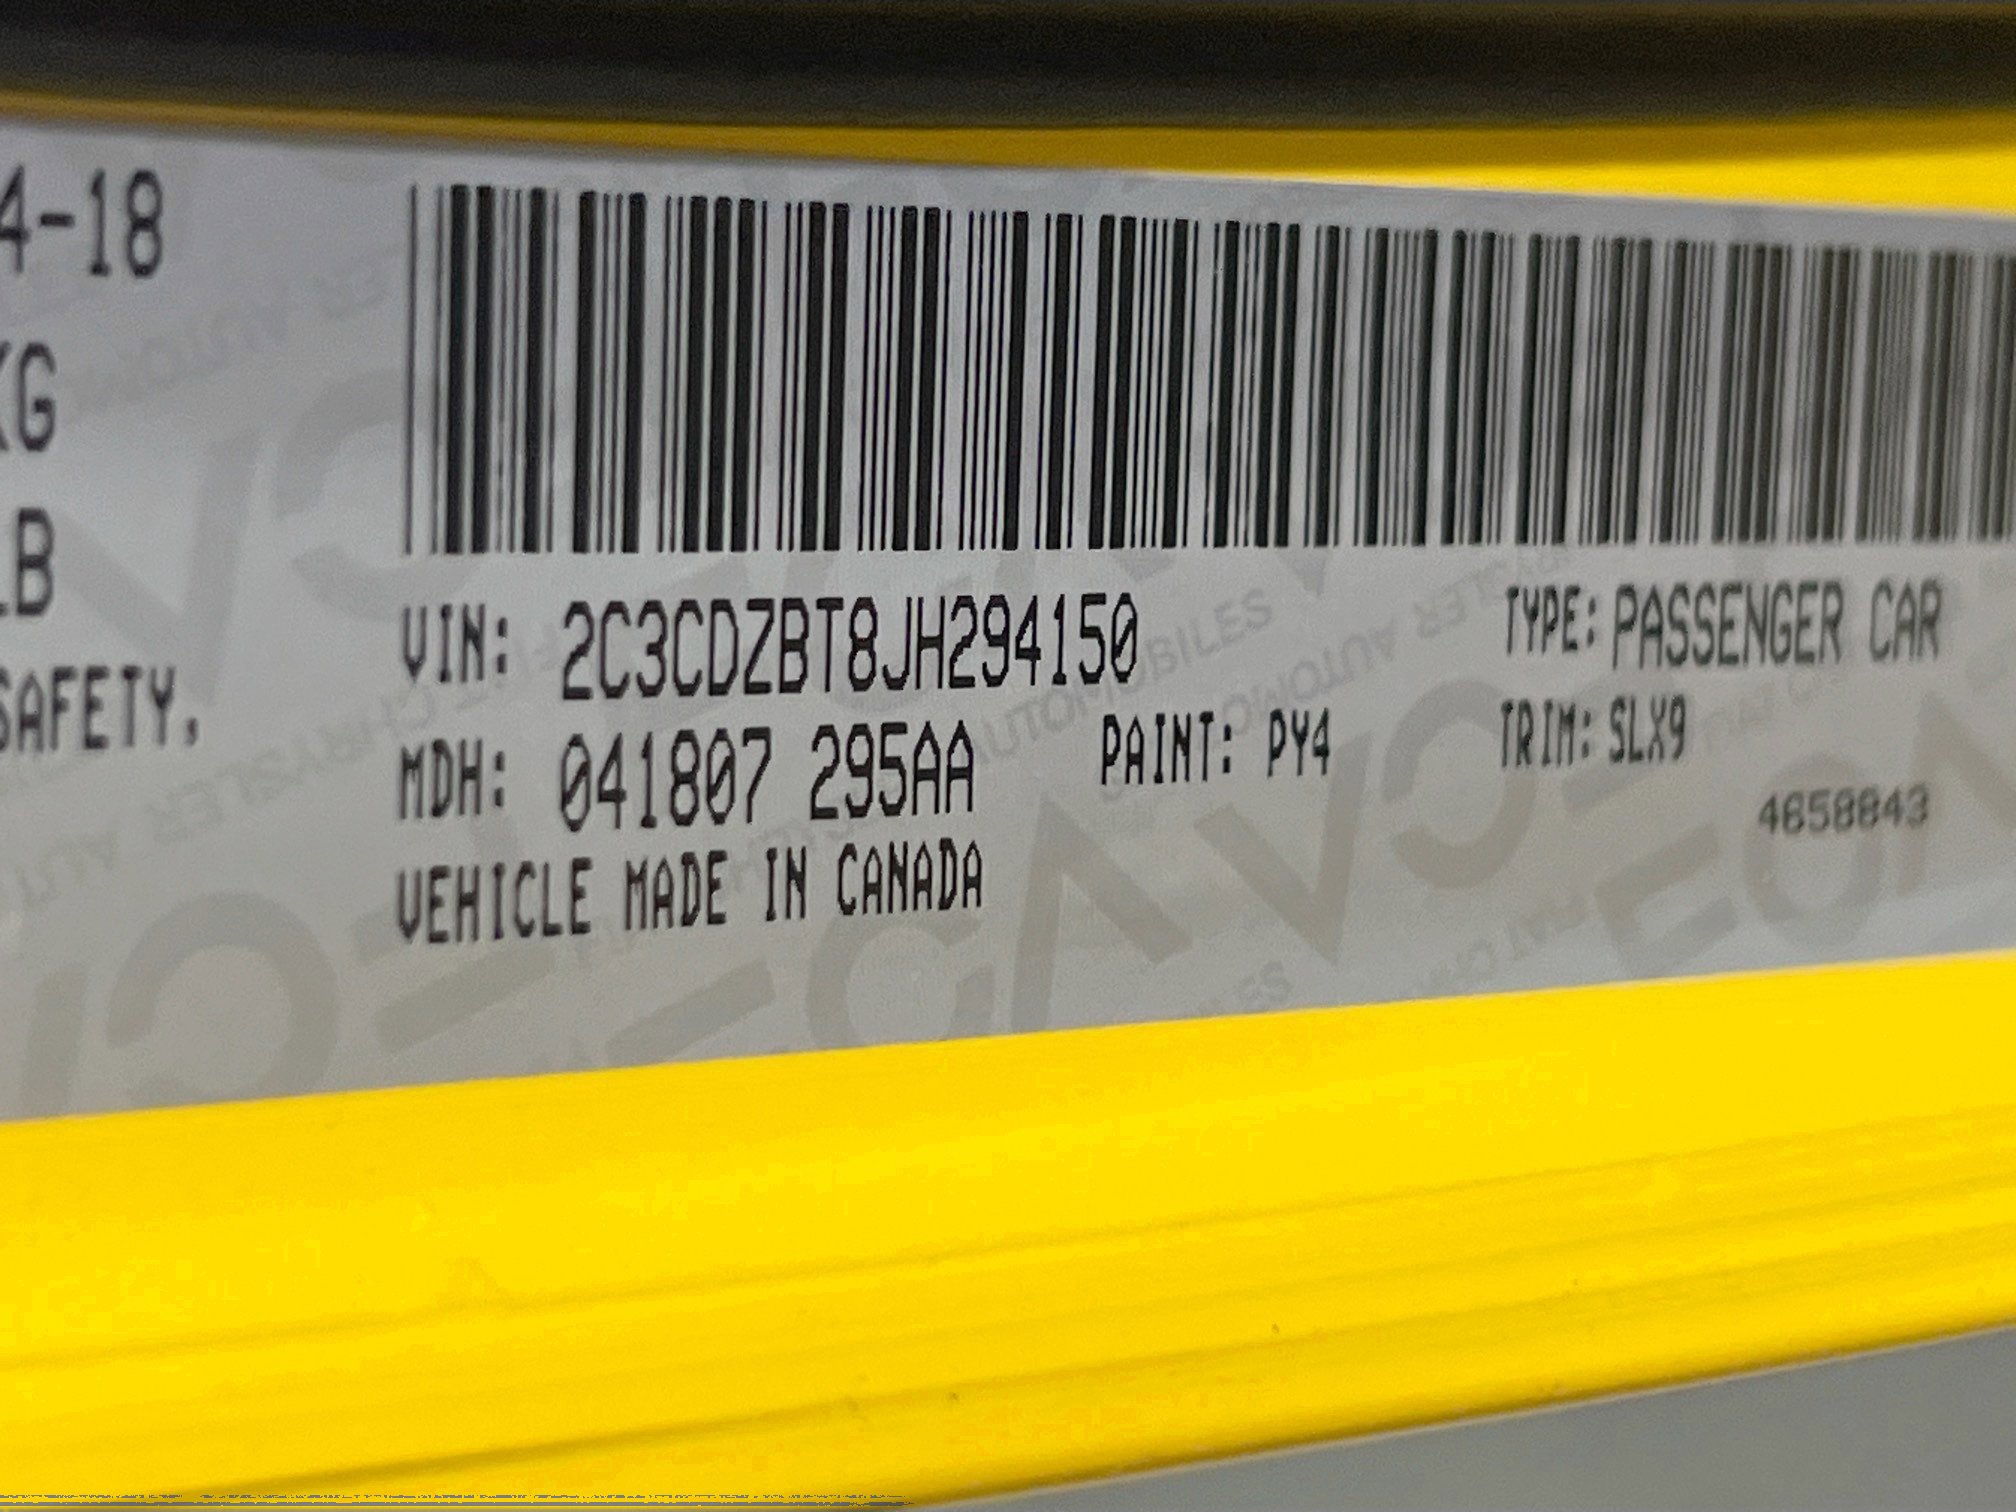 4-18
KG
LB
SAFETY,
VIN: 2C3CDZBT8JH294150
TYPE: PASSENGER CAR
MDH: 041807 295AA
PAINT: PY4
TRIM: SLX9
VEHICLE MADE IN CANADA
AUTOMOBILES